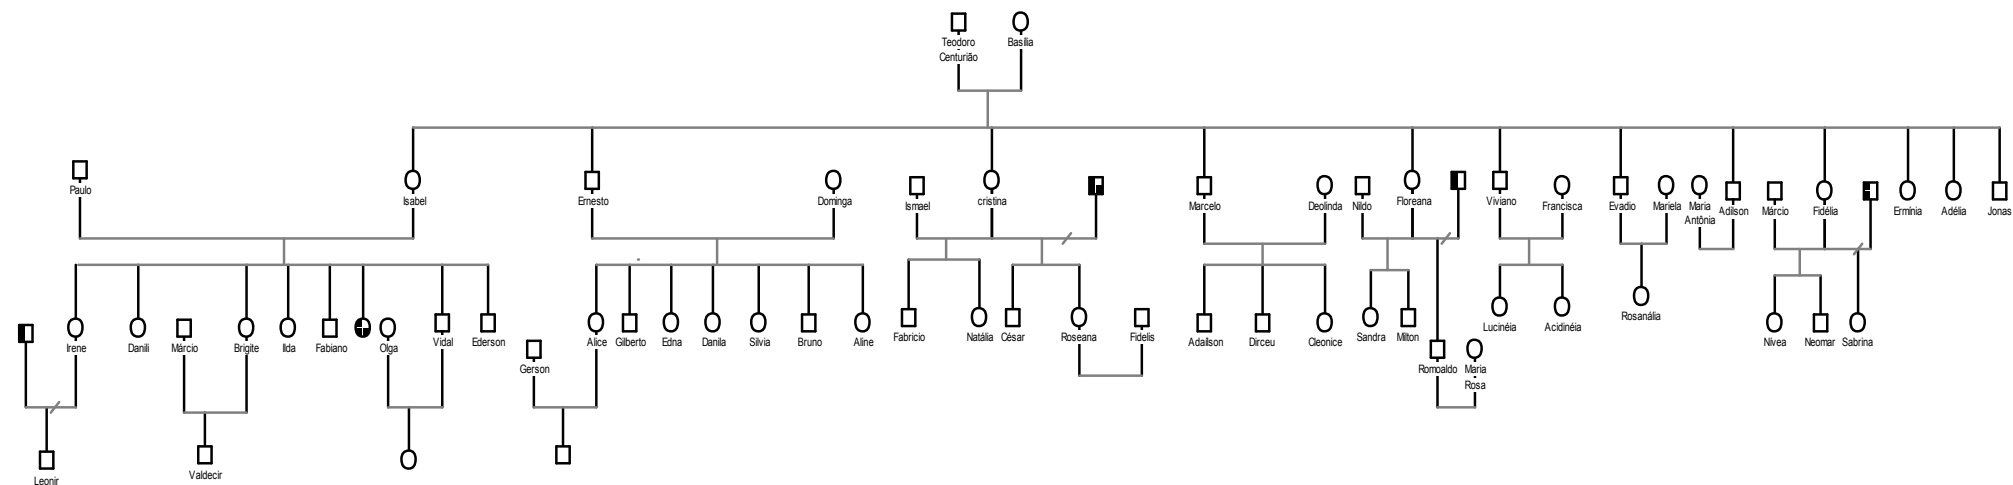 Teodoro
Centurião
Basília
Paulo
Isabel
Ernesto
Dominga
Ismael
cristina
Marcelo
Deolinda
Nildo
Floreana
Viviano
Francisca
Evadio
Mariela
Maria
Antônia
Adilson
Márcio
Fidélia
Ermínia
Adélia
Jonas
Irene
Danili
Márcio
Brigite
Ilda
Fabiano
Olga
Vidal
Ederson
Gerson
Alice
Gilberto
Edna
Danila
Silvia
Bruno
Aline
Fabricio
Natália
César
Roseana
Fidelis
Adailson
Dirceu
Cleonice
Sandra
Milton
Romoaldo
Maria
Rosa
Lucinéia
Acidinéia
Rosanália
Nívea
Neomar
Sabrina
Leonir
Valdecir